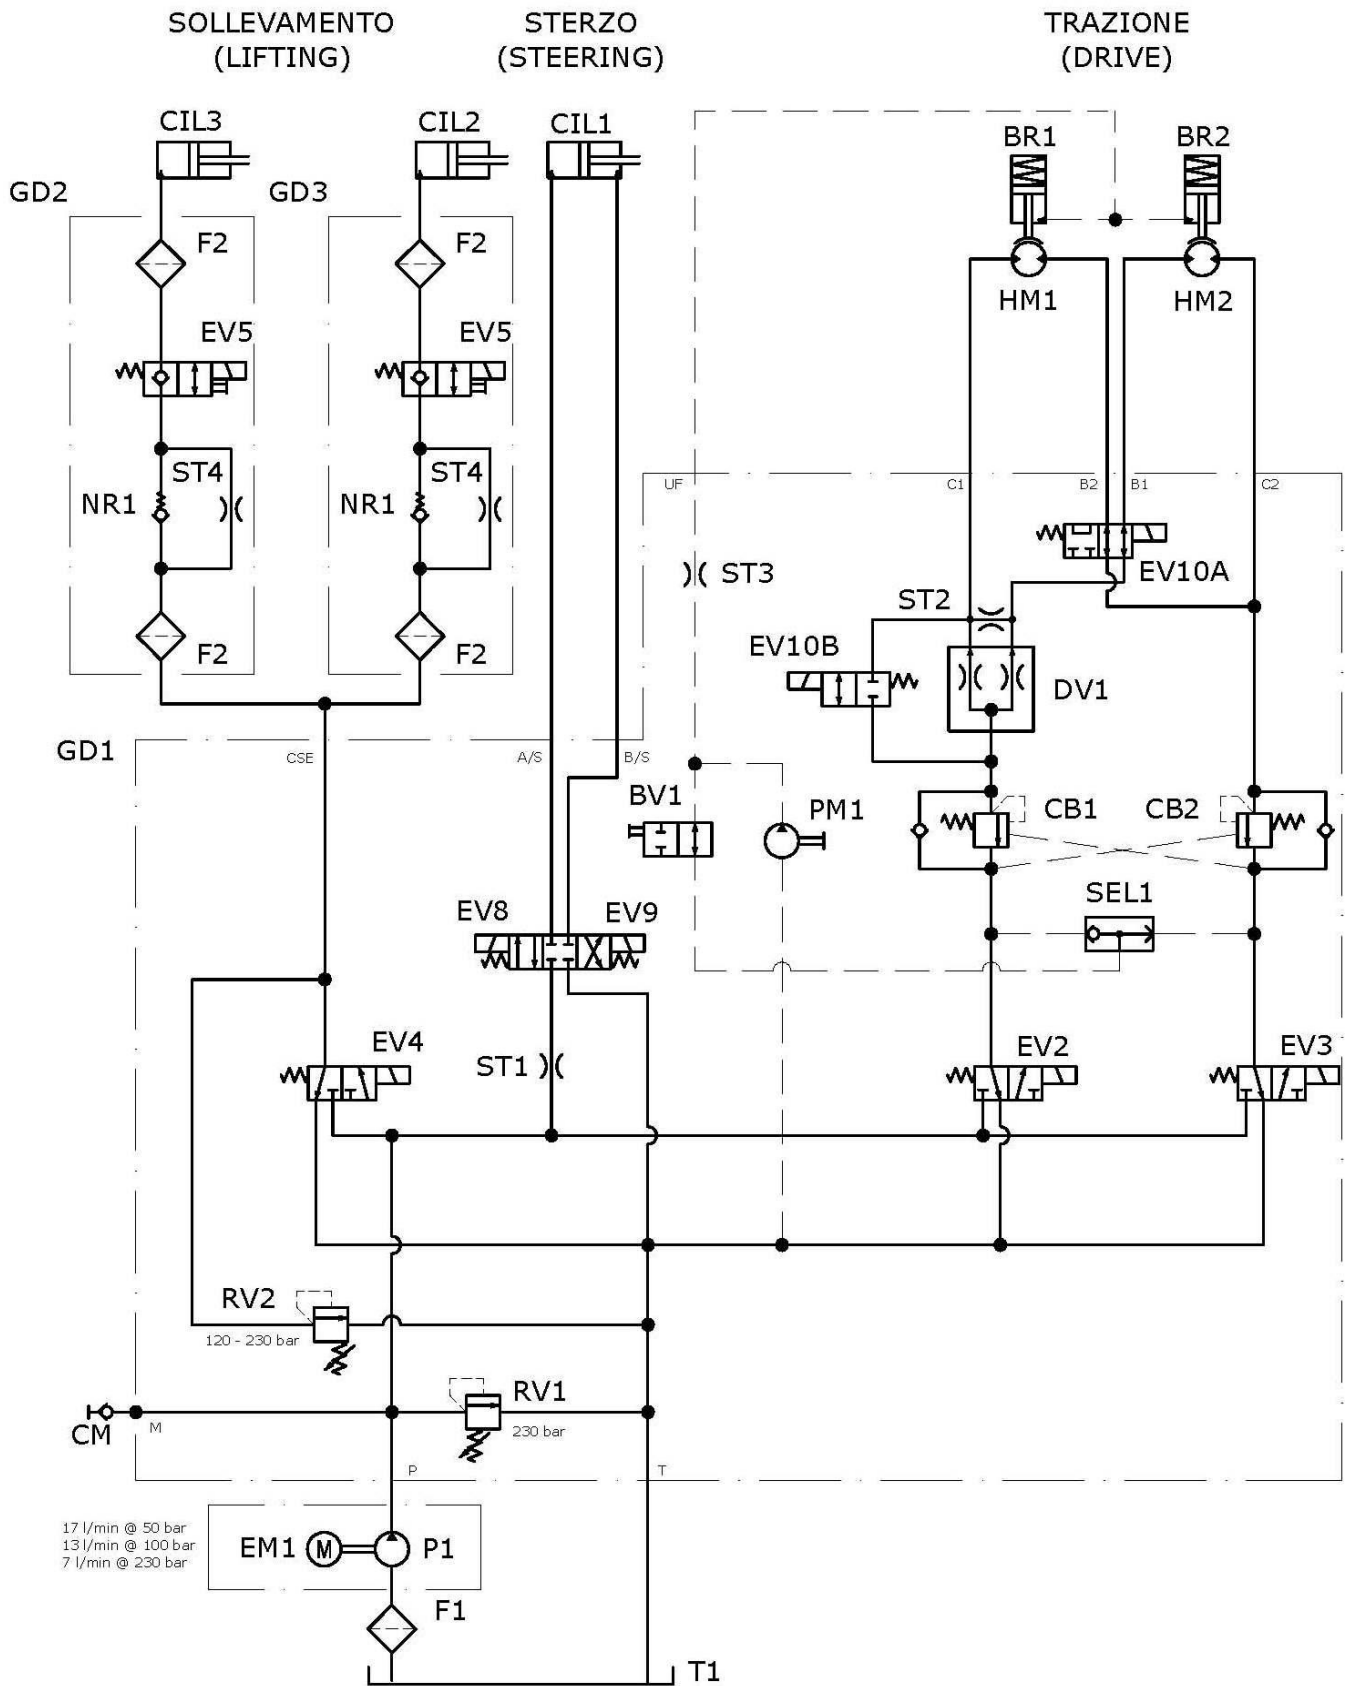 SOLLEVAMENTO
(LIFTING)
STERZO
(STEERING)
TRAZIONE
(DRIVE)
CIL3
CIL2
CIL1
BR1
BR2
GD2
GD3
F2
F2
HM1
HM2
EV5
EV5
ST4
ST4
NR1
NR1
UF
C1
B2
B1
C2
ST3
EV10A
ST2
F2
F2
EV10B
DV1
GD1
CSE
A/S
B/S
BV1
PM1
CB1
CB2
SEL1
EV8
EV9
EV4
ST1
EV2
EV3
RV2
120 - 230 bar
RV1
230 bar
CM
M
P
T
17 l/min @ 50 bar
13 l/min @ 100 bar
7 l/min @ 230 bar
EM1
M
P1
F1
T1